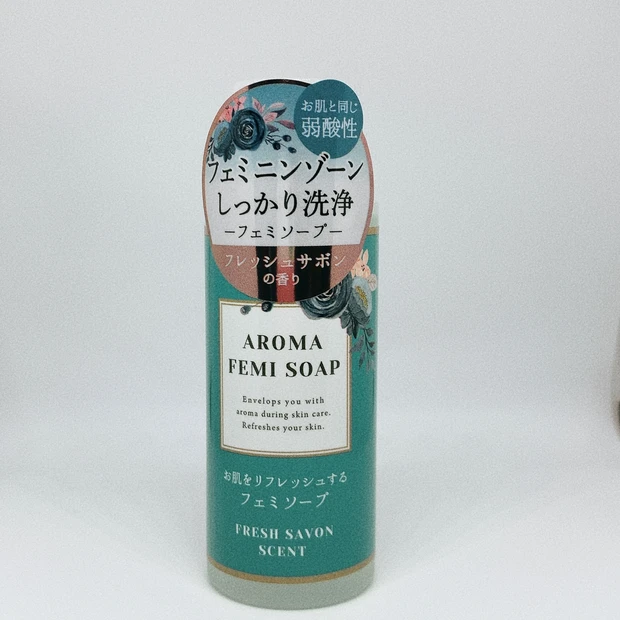 お肌と同じ
弱酸性
フェミニンゾーン
しっかり洗浄
―フェミソープ―
フレッシュサボン
の香り
AROMA
FEMI SOAP
Envelops you with
aroma during skin care.
Refreshes your skin.
お肌をリフレッシュする
フェミソープ
FRESH SAVON
SCENT